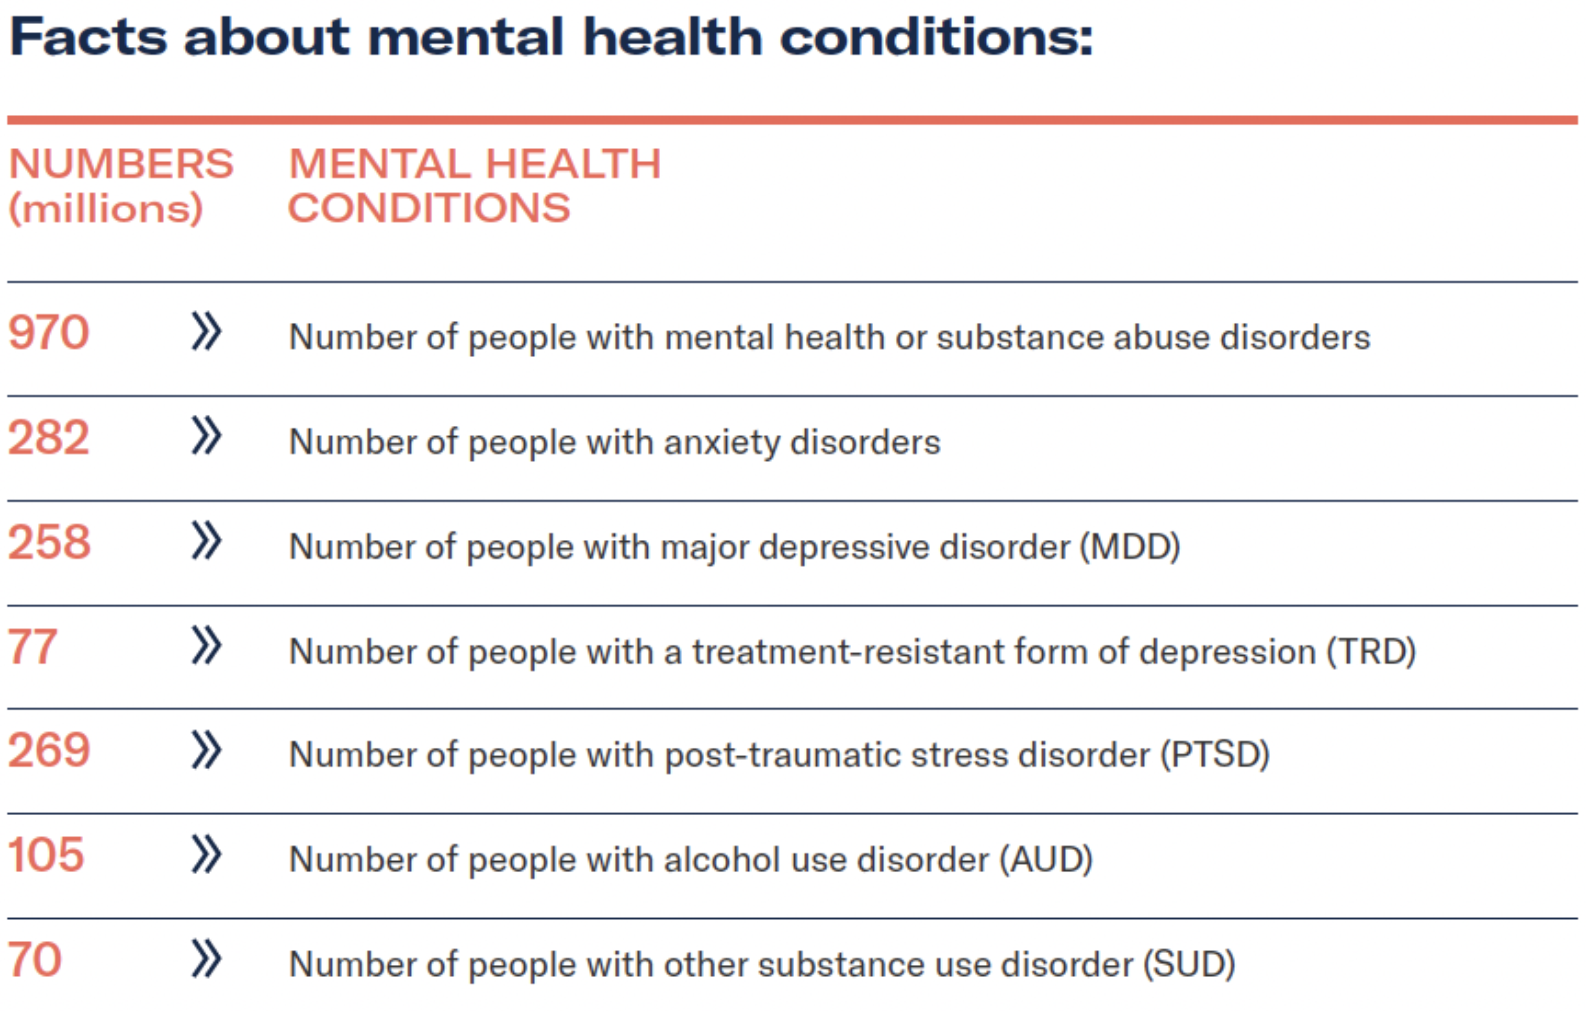 Facts about mental health conditions:
NUMBERS (millions) MENTAL HEALTH CONDITIONS
970 » Number of people with mental health or substance abuse disorders
282 » Number of people with anxiety disorders
258 » Number of people with major depressive disorder (MDD)
77 » Number of people with a treatment-resistant form of depression (TRD)
269 » Number of people with post-traumatic stress disorder (PTSD)
105 » Number of people with alcohol use disorder (AUD)
70 » Number of people with other substance use disorder (SUD)